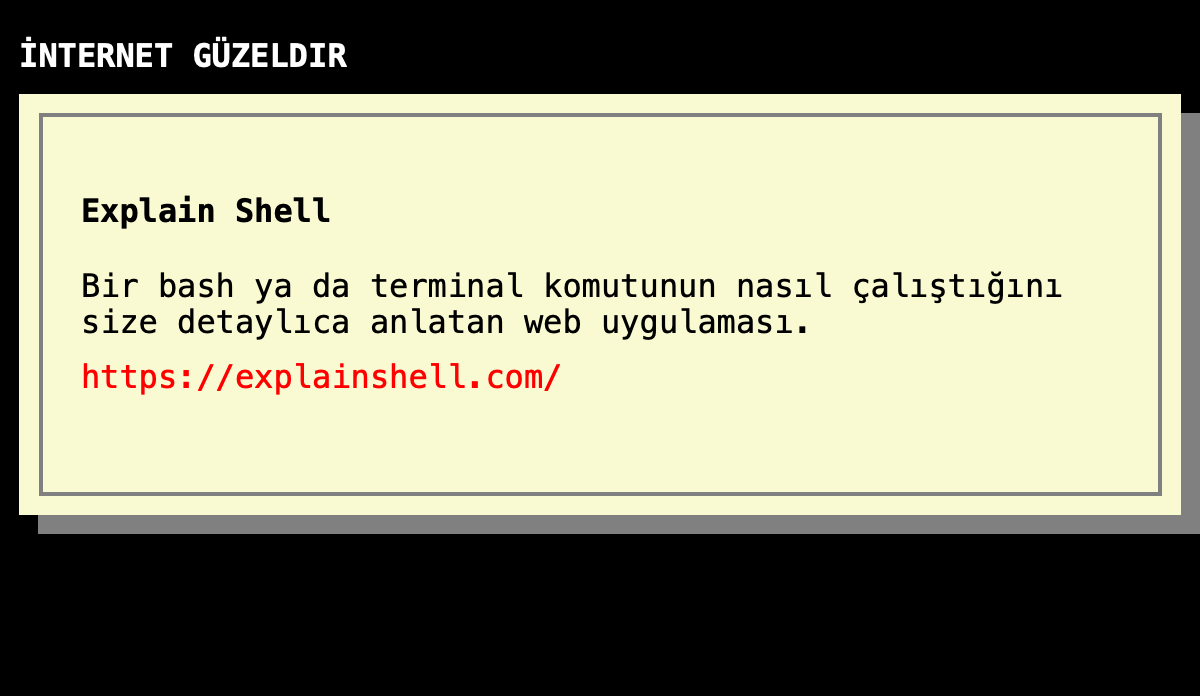 İNTERNET GÜZELDIR
Explain Shell
Bir bash ya da terminal komutunun nasıl çalıştığını
size detaylıca anlatan web uygulaması.
https://explainshell.com/